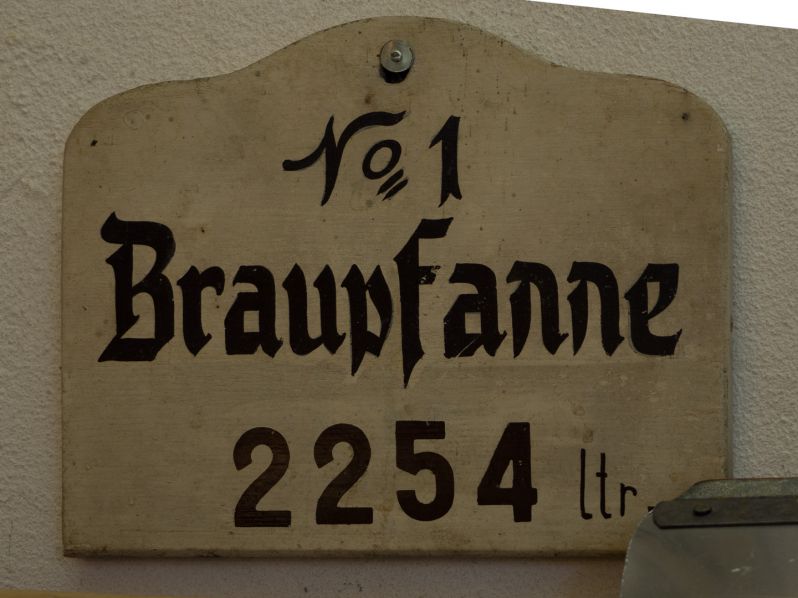 No 1
Braupfanne
2254 ltr.